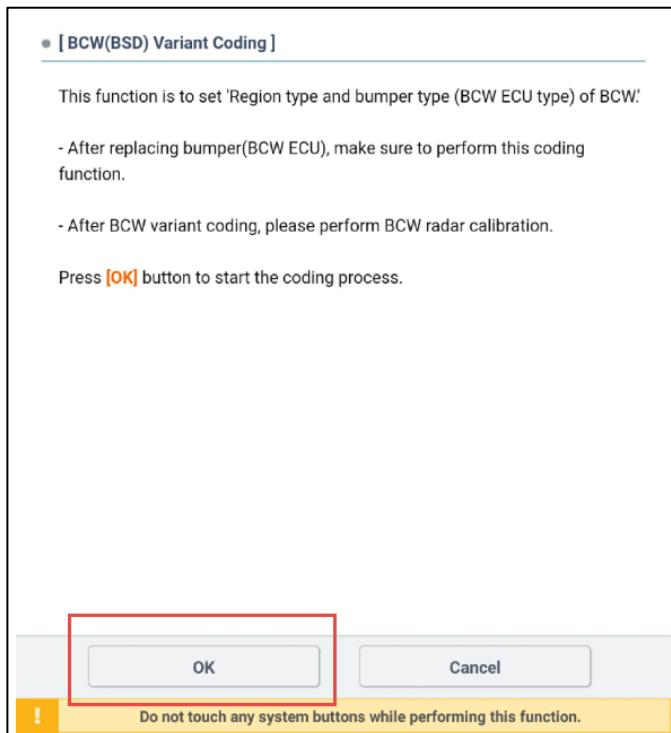 [ BCW(BSD) Variant Coding ]
This function is to set 'Region type and bumper type (BCW ECU type) of BCW.'
- After replacing bumper(BCW ECU), make sure to perform this coding
function.
- After BCW variant coding, please perform BCW radar calibration.
Press [OK] button to start the coding process.
OK
Cancel
!
Do not touch any system buttons while performing this function.